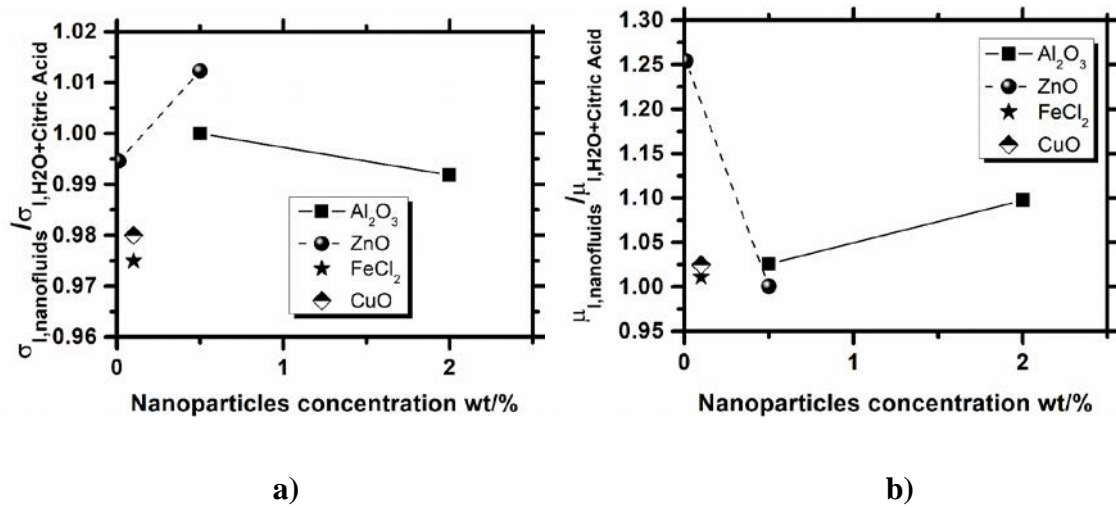 1.02
1.01
1.00
0.99
0.98
0.97
0.96
0
1
2
σl,nanofluids /σl,H2O+Citric Acid
Nanoparticles concentration wt/%
Al2O3
ZnO
FeCl2
CuO
a)
1.30
1.25
1.20
1.15
1.10
1.05
1.00
0.95
0
1
2
μl,nanofluids /μl,H2O+Citric Acid
Nanoparticles concentration wt/%
Al2O3
ZnO
FeCl2
CuO
b)